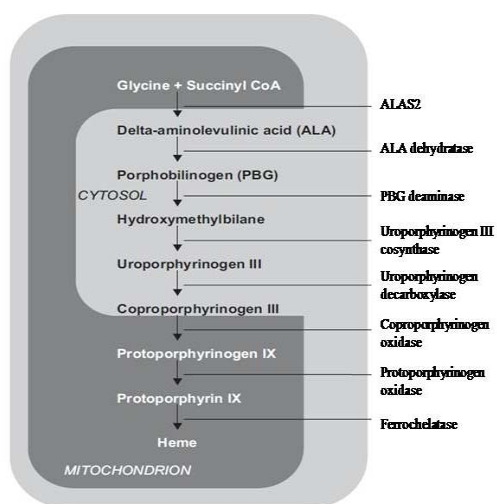 Glycine + Succinyl CoA
ALAS2
Delta-aminolevulinic acid (ALA)
ALA dehydratase
Porphobilinogen (PBG)
CYTOSOL
PBG deaminase
Hydroxymethylbilane
Uroporphyrinogen III
cosynthase
Uroporphyrinogen III
Uroporphyrinogen
decarboxylase
Coproporphyrinogen III
Coproporphyrinogen
oxidase
Protoporphyrinogen IX
Protoporphyrinogen
oxidase
Protoporphyrin IX
Ferrochelatase
Heme
MITOCHONDRION